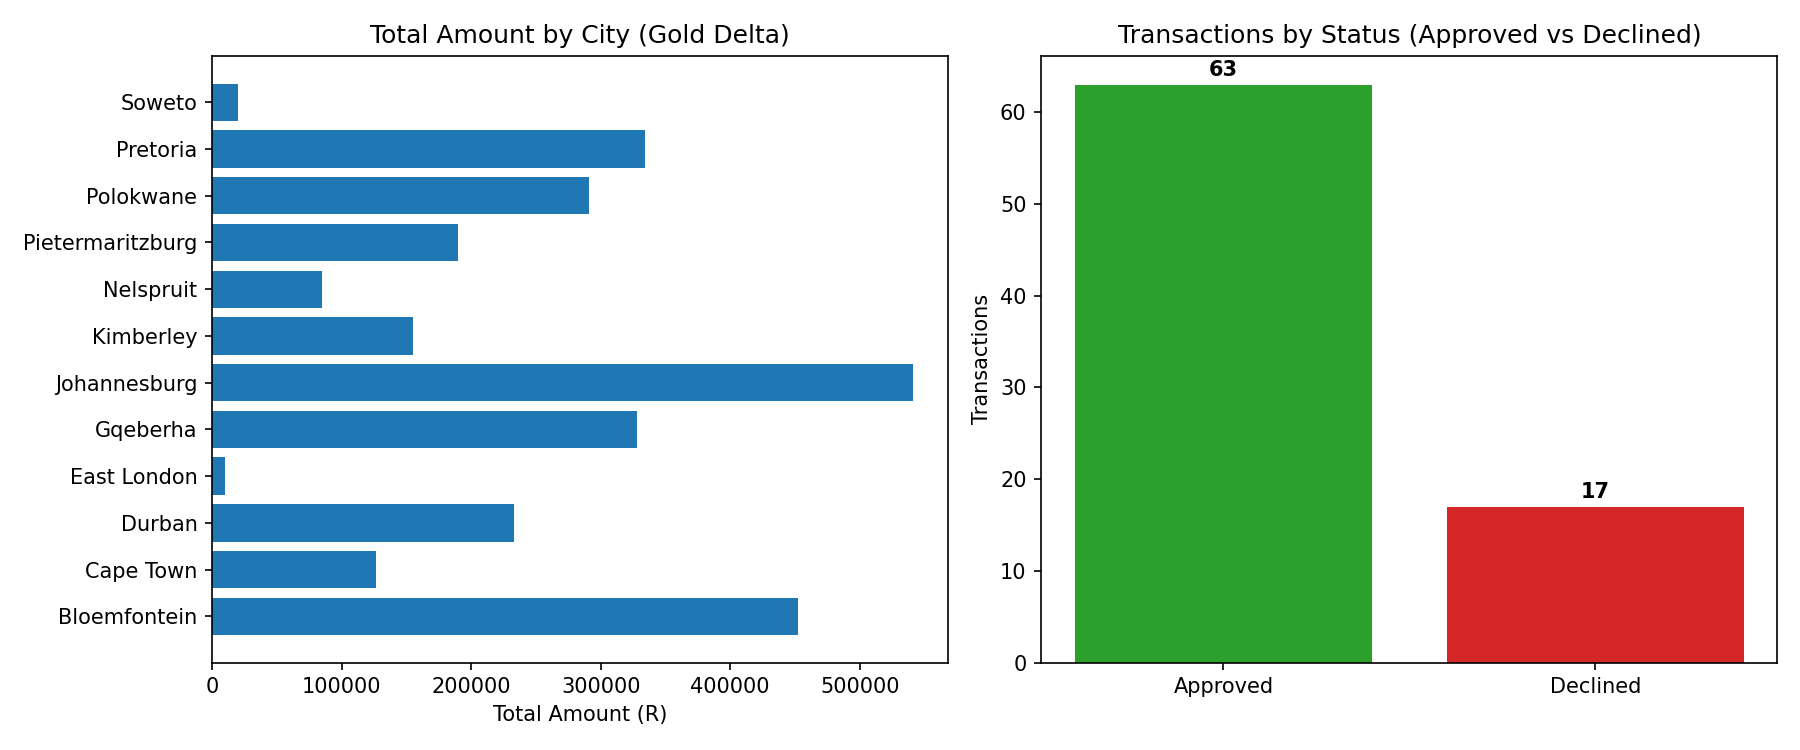 Total Amount by City (Gold Delta)
Soweto
Pretoria
Polokwane
Pietermaritzburg
Nelspruit
Kimberley
Johannesburg
Gqeberha
East London
Durban
Cape Town
Bloemfontein
0 100000 200000 300000 400000 500000
Total Amount (R)
Transactions by Status (Approved vs Declined)
63
17
60
50
40
30
20
10
0
Transactions
Approved Declined